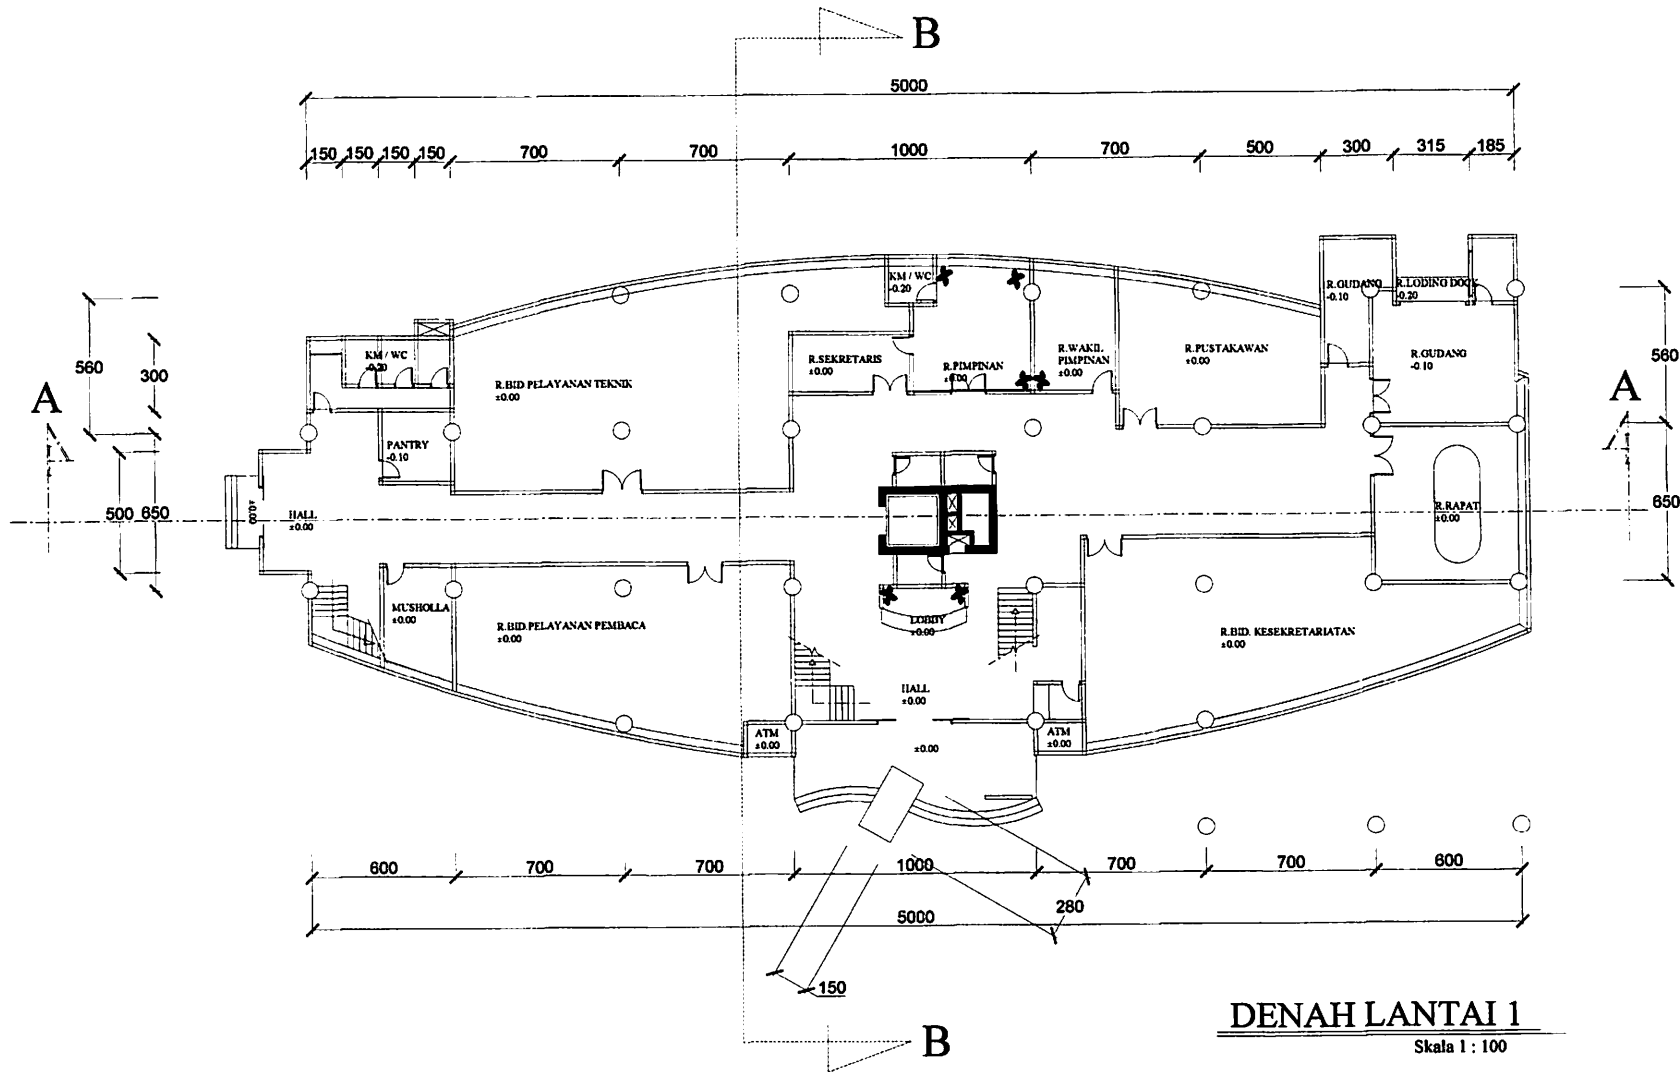 B
5000
150 150 150 150 700 700 1000 700 500 300 315 185
KM / WC
-0.20
R.GUDANG
-0.10
R.LODING DOCK
-0.20
560
300
560
KM / WC
-0.20
R.BID.PELAYANAN TEKNIK
±0.00
R.SEKRETARIS
±0.00
R.PIMPINAN
±0.00
R.WAKIL
PIMPINAN
±0.00
R.PUSTAKAWAN
±0.00
R.GUDANG
-0.10
A
A
PANTRY
-0.10
500
650
±0.00
HALL
±0.00
R.RAPAT
±0.00
650
MUSHOLLA
±0.00
R.BID.PELAYANAN PEMBACA
±0.00
LOBBY
±0.00
R.BID. KESEKRETARIATAN
±0.00
HALL
±0.00
ATM
±0.00
±0.00
ATM
±0.00
600 700 700 1000 700 700 600
280
5000
150
B
DENAH LANTAI 1
Skala 1 : 100